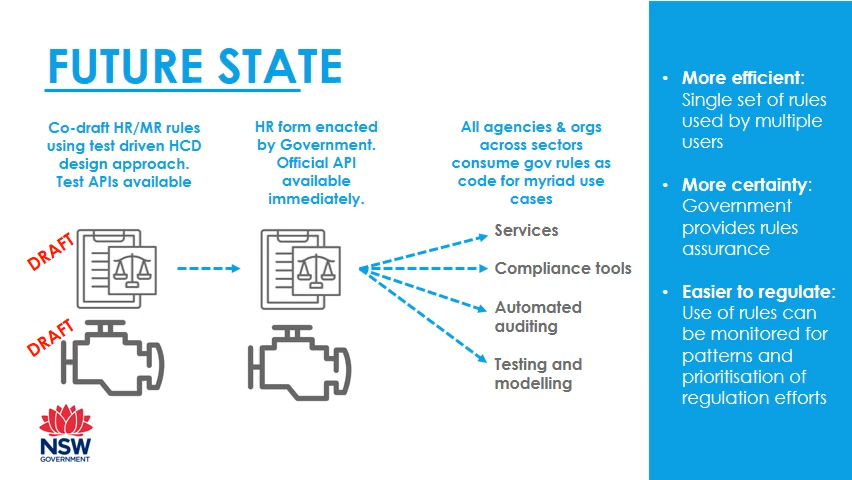 FUTURE STATE
Co-draft HR/MR rules
using test driven HCD
design approach.
Test APIs available
HR form enacted
by Government.
Official API
available
immediately.
All agencies & orgs
across sectors
consume gov rules as
code for myriad use
cases
DRAFT
DRAFT
Services
Compliance tools
Automated
auditing
Testing and
modelling
NSW
GOVERNMENT
• More efficient:
Single set of rules
used by multiple
users
• More certainty:
Government
provides rules
assurance
• Easier to regulate:
Use of rules can
be monitored for
patterns and
prioritisation of
regulation efforts